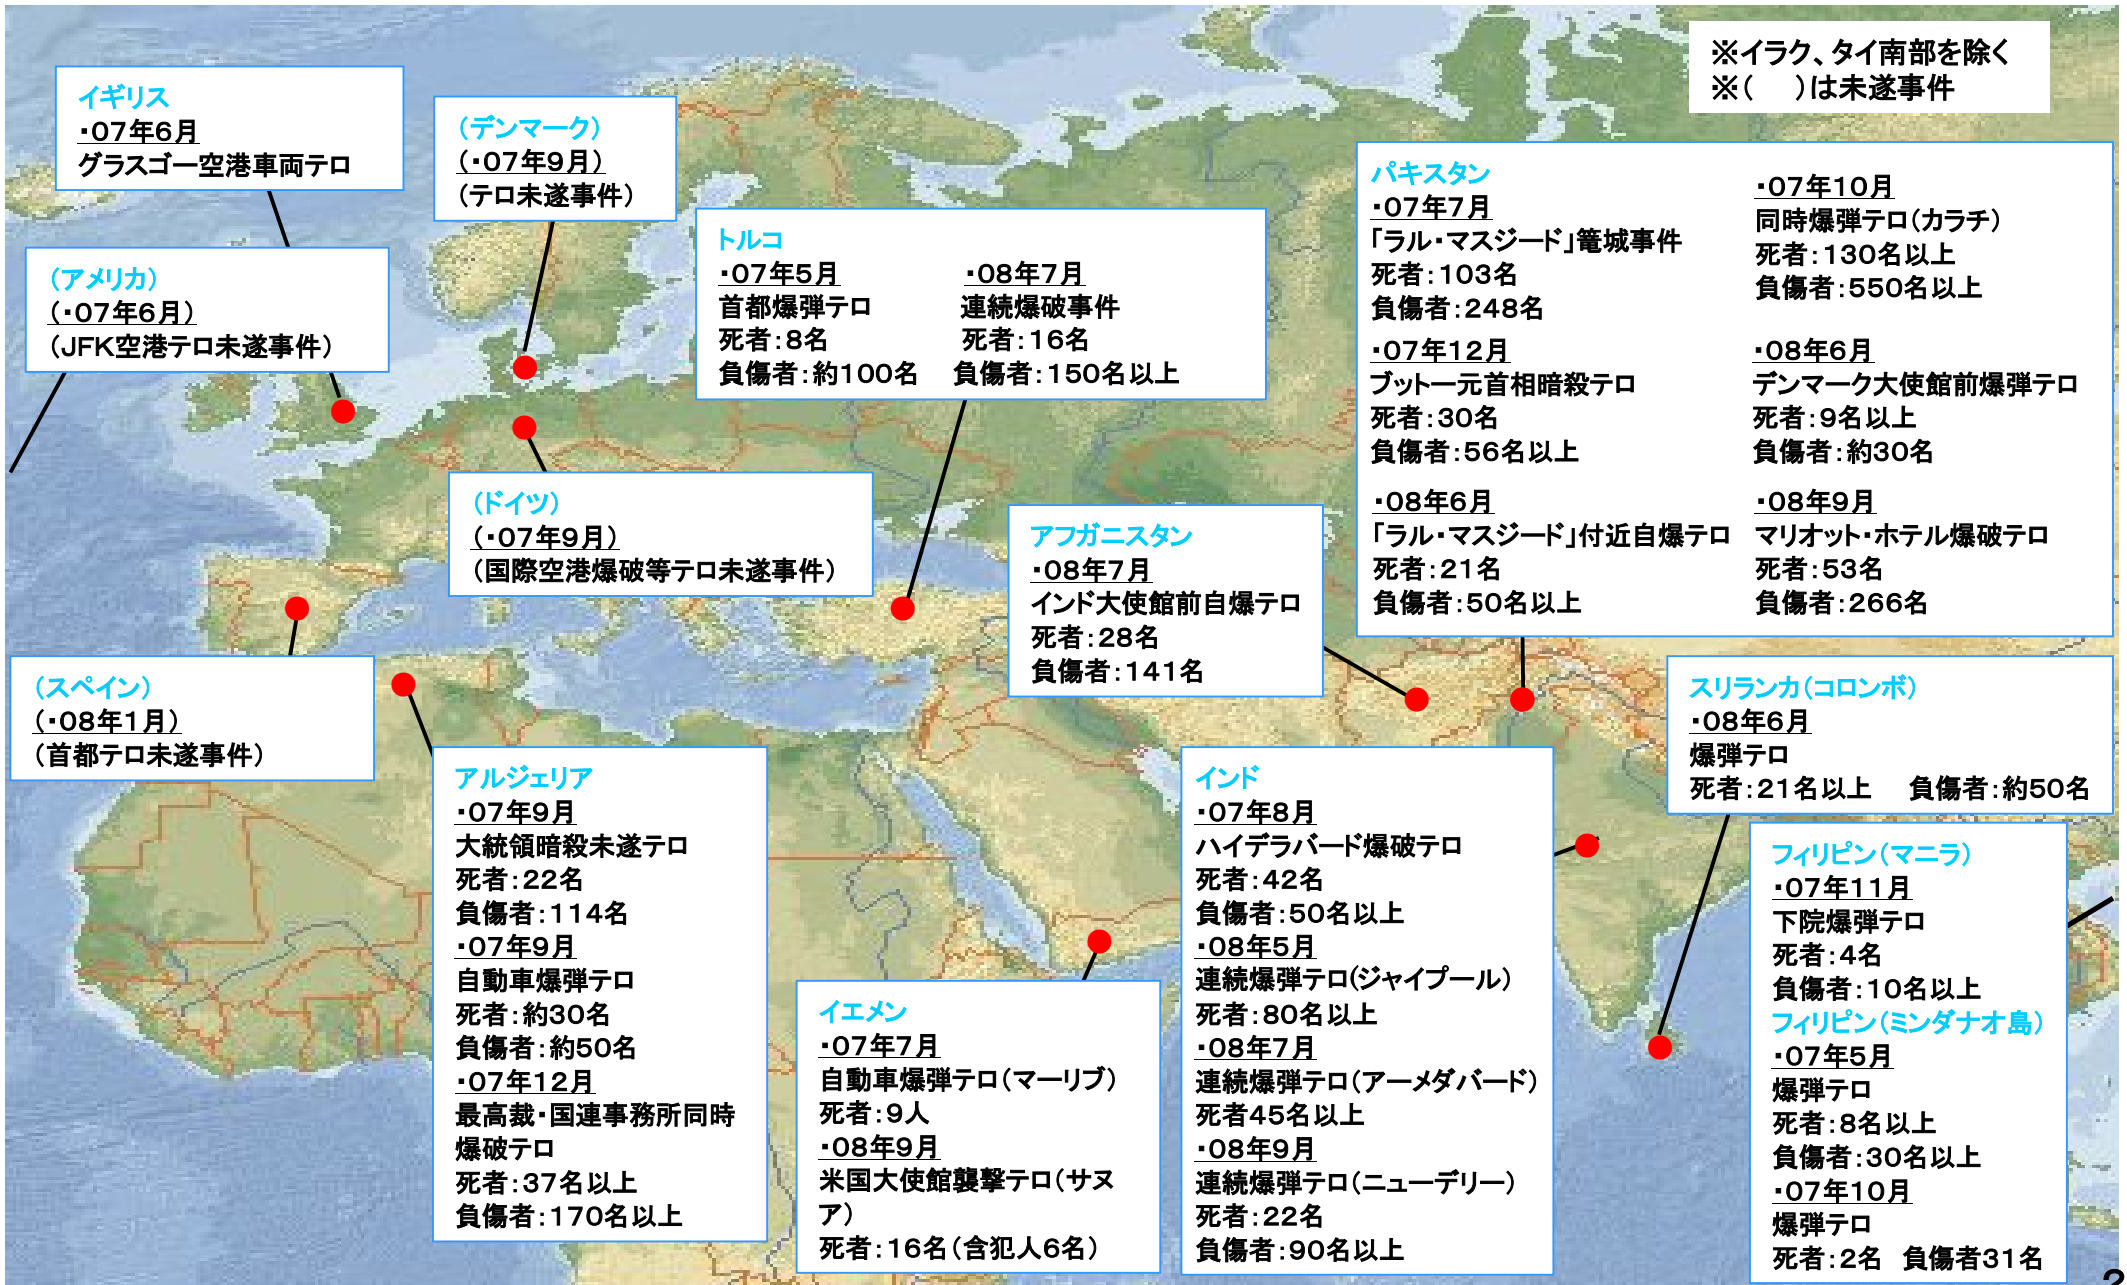 ※イラク、タイ南部を除く
※(　)は未遂事件
イギリス
・07年6月
グラスゴー空港車両テロ
(デンマーク)
(・07年9月)
(テロ未遂事件)
(アメリカ)
(・07年6月)
(JFK空港テロ未遂事件)
トルコ
・07年5月
首都爆弾テロ
死者：8名
負傷者：約100名
・08年7月
連続爆破事件
死者：16名
負傷者：150名以上
パキスタン
・07年7月
「ラル・マスジード」篭城事件
死者：103名
負傷者：248名
・07年10月
同時爆弾テロ(カラチ)
死者：130名以上
負傷者：550名以上
・07年12月
ブットー元首相暗殺テロ
死者：30名
負傷者：56名以上
・08年6月
デンマーク大使館前爆弾テロ
死者：9名以上
負傷者：約30名
・08年6月
「ラル・マスジード」付近自爆テロ
死者：21名
負傷者：50名以上
・08年9月
マリオット・ホテル爆破テロ
死者：53名
負傷者：266名
(ドイツ)
(・07年9月)
(国際空港爆破等テロ未遂事件)
アフガニスタン
・08年7月
インド大使館前自爆テロ
死者：28名
負傷者：141名
(スペイン)
(・08年1月)
(首都テロ未遂事件)
スリランカ(コロンボ)
・08年6月
爆弾テロ
死者：21名以上　負傷者：約50名
アルジェリア
・07年9月
大統領暗殺未遂テロ
死者：22名
負傷者：114名
・07年9月
自動車爆弾テロ
死者：約30名
負傷者：約50名
・07年12月
最高裁・国連事務所同時
爆破テロ
死者：37名以上
負傷者：170名以上
イエメン
・07年7月
自動車爆弾テロ(マーリブ)
死者：9人
・08年9月
米国大使館襲撃テロ(サヌ
ア)
死者：16名(含犯人6名)
インド
・07年8月
ハイデラバード爆破テロ
死者：42名
負傷者：50名以上
・08年5月
連続爆弾テロ(ジャイプール)
死者：80名以上
・08年7月
連続爆弾テロ(アーメダバード)
死者45名以上
・08年9月
連続爆弾テロ(ニューデリー)
死者：22名
負傷者：90名以上
フィリピン(マニラ)
・07年11月
下院爆弾テロ
死者：4名
負傷者：10名以上
フィリピン(ミンダナオ島)
・07年5月
爆弾テロ
死者：8名以上
負傷者：30名以上
・07年10月
爆弾テロ
死者：2名　負傷者31名